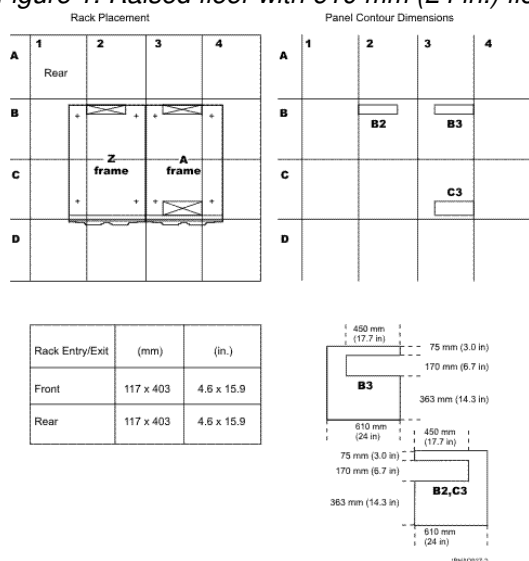 Figure 1. Raised floor with 610 mm (24 in.) flo
Rack Placement
1 2 3 4
A
Rear
B
Z frame
A frame
C
D
Panel Contour Dimensions
1 2 3 4
A
B
B2 B3
C
C3
D
Rack Entry/Exit (mm) (in.)
Front 117 x 403 4.6 x 15.9
Rear 117 x 403 4.6 x 15.9
450 mm
(17.7 in)
75 mm (3.0 in)
170 mm (6.7 in)
B3
363 mm (14.3 in)
610 mm
(24 in)
450 mm
(17.7 in)
75 mm (3.0 in)
170 mm (6.7 in)
B2,C3
363 mm (14.3 in)
610 mm
(24 in)